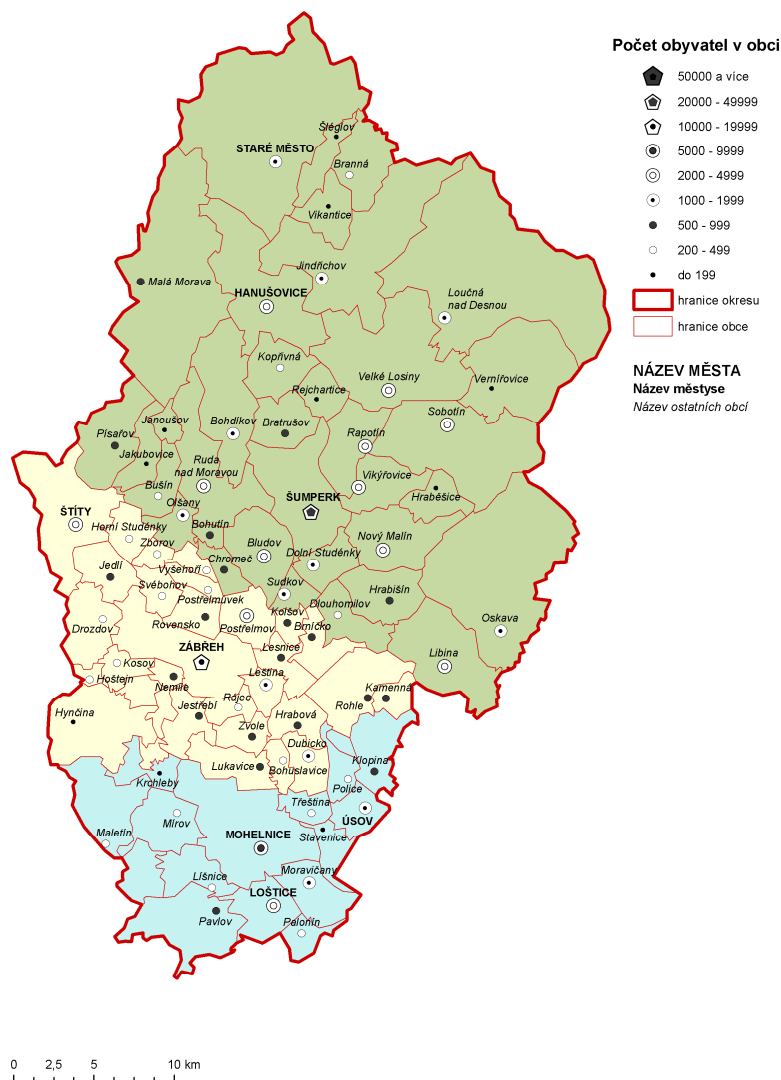 Počet obyvatel v obci
50000 a více
20000 - 49999
10000 - 19999
5000 - 9999
2000 - 4999
1000 - 1999
500 - 999
200 - 499
do 199
hranice okresu
hranice obce
NÁZEV MĚSTA
Název městyse
Název ostatních obcí
Šléglov
STARÉ MĚSTO
Branná
Vikantice
Jindřichov
Malá Morava
HANUŠOVICE
Loučná
nad Desnou
Kopřivná
Rejchartice
Velké Losiny
Vernířovice
Sobotín
Janoušov
Bohdíkov
Dratrušov
Písařov
Rapotín
Jakubovice
Ruda
nad Moravou
Vikýřovice
Bušín
Hraběšice
Olšany
ŠUMPERK
ŠTÍTY
Horní Studénky
Bohutín
Nový Malín
Zborov
Bludov
Dolní Studénky
Chromeč
Vyšehoří
Jedlí
Svébohov
Sudkov
Hrabišín
Postřelmůvek
Dlouhomilov
Kolšov
Rovensko
Postřelmov
Brníčko
Oskava
Drozdov
ZÁBŘEH
Lesnice
Libina
Kosov
Hoštejn
Leština
Nemile
Kamenná
Rájec
Rohle
Jestřebí
Hynčina
Hrabová
Zvole
Dubicko
Klopina
Lukavice
Bohuslavice
Krchleby
Police
Třeština
Mírov
ÚSOV
Maletín
MOHELNICE
Stavenice
Moravičany
Líšnice
LOŠTICE
Pavlov
Palonín
0 2,5 5 10 km